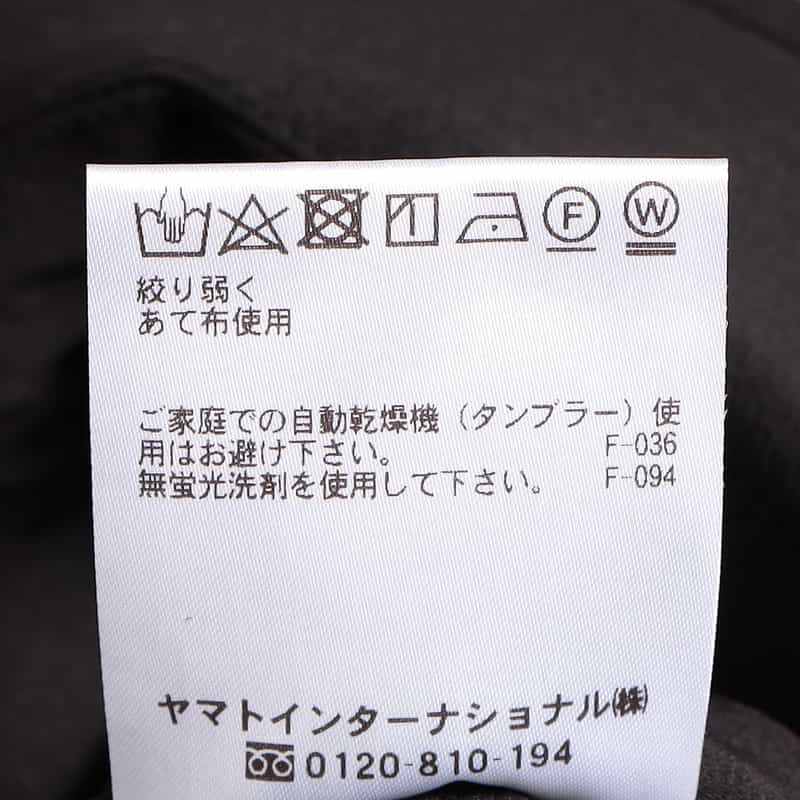 F W
絞り弱く
あて布使用
ご家庭での自動乾燥機（タンブラー）使
用はお避け下さい。 F-036
無蛍光洗剤を使用して下さい。 F-094
ヤマトインターナショナル㈱
0120-810-194